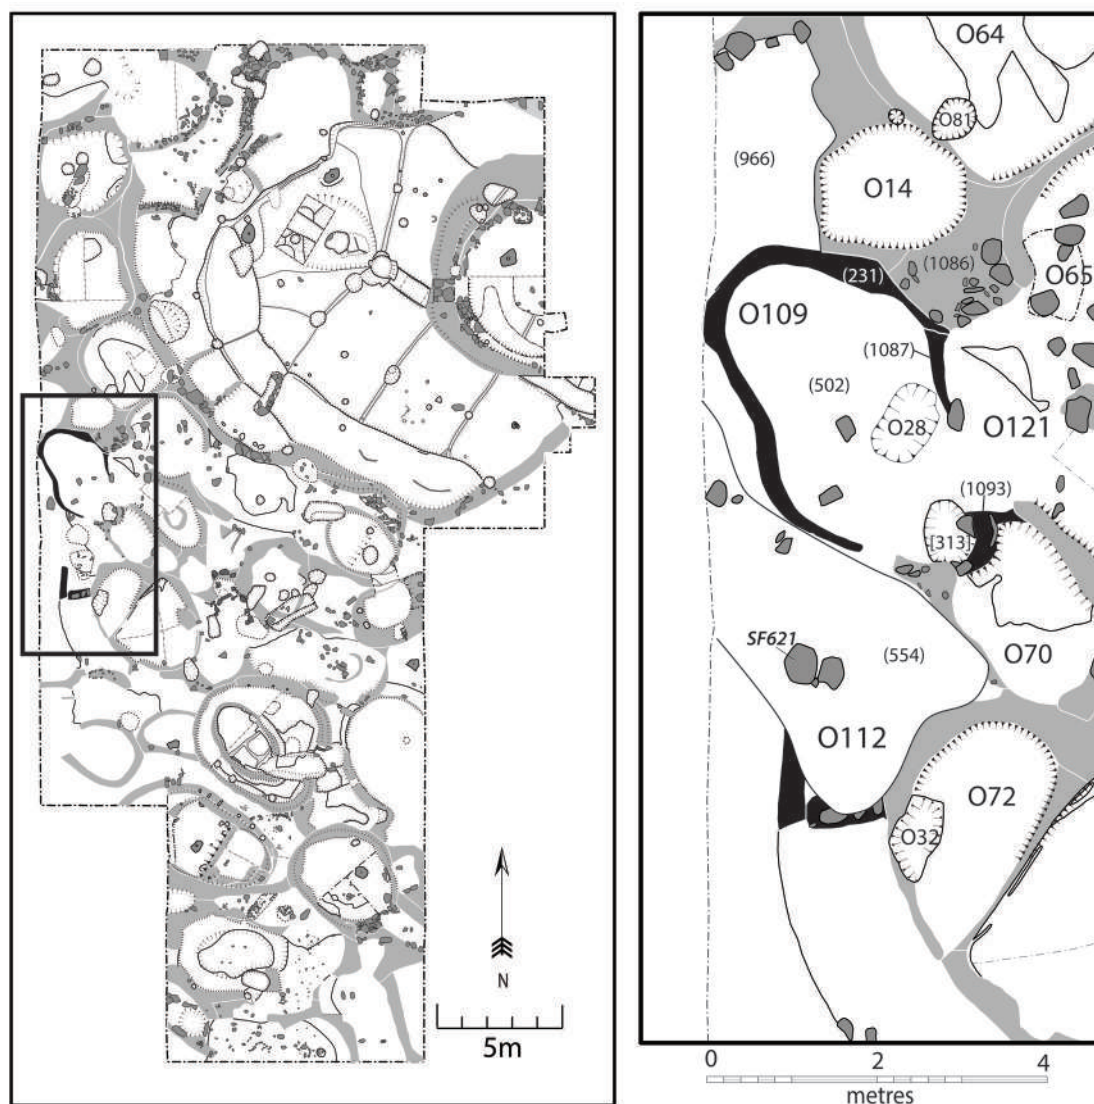 N
5m
O64
O81
(966)
O14
(1086)
(231)
O65
O109
(1087)
(502)
O28
O121
(1093)
[313]
SF621
(554)
O70
O112
O72
O32
0 2 4
metres